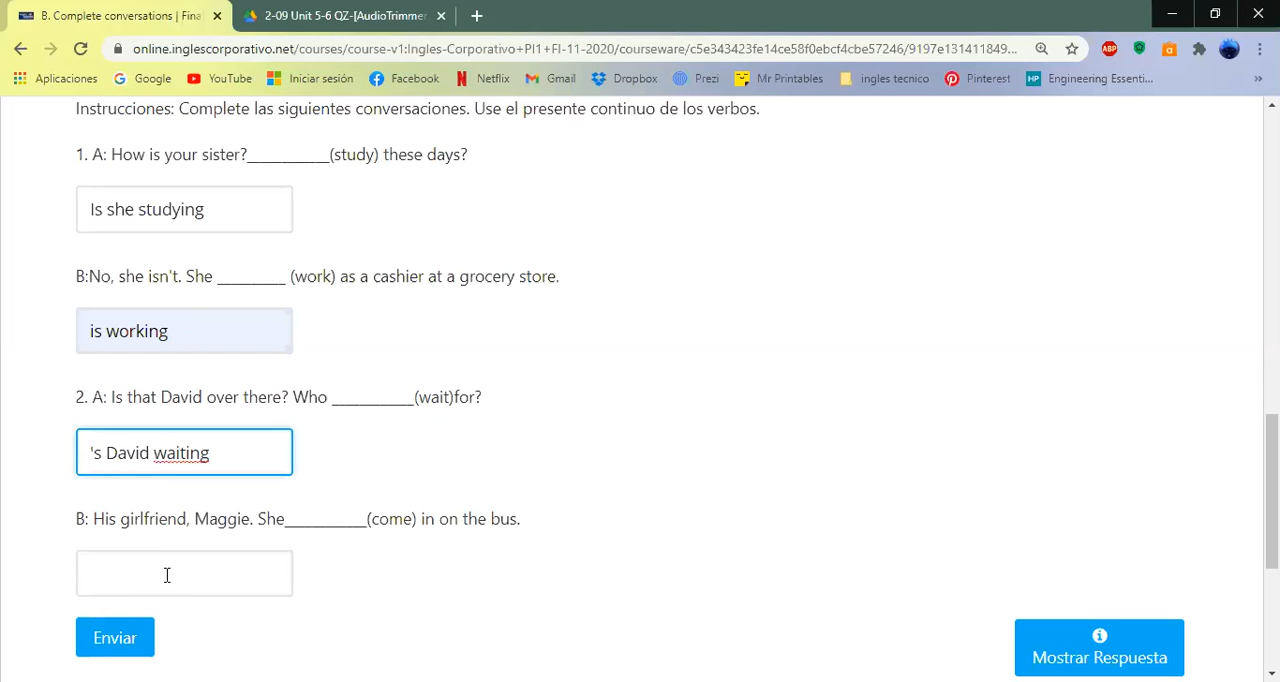 B. Complete conversations | Fina
2-09 Unit 5-6 QZ-[AudioTrimmer
online.inglescorporativo.net/courses/course-v1:Ingles-Corporativo+PI1+FI-11-2020/courseware/c5e343423fe14ce58f0ebcf4cbe57246/9197e131411849...
ABP
Aplicaciones Google YouTube Iniciar sesión Facebook Netflix Gmail Dropbox Prezi Mr Printables ingles tecnico Pinterest HP Engineering Essenti... »
Instrucciones: Complete las siguientes conversaciones. Use el presente continuo de los verbos.
1. A: How is your sister?__________(study) these days?
Is she studying
B:No, she isn't. She ________ (work) as a cashier at a grocery store.
is working
2. A: Is that David over there? Who __________(wait)for?
's David waiting
B: His girlfriend, Maggie. She__________(come) in on the bus.
Enviar
Mostrar Respuesta